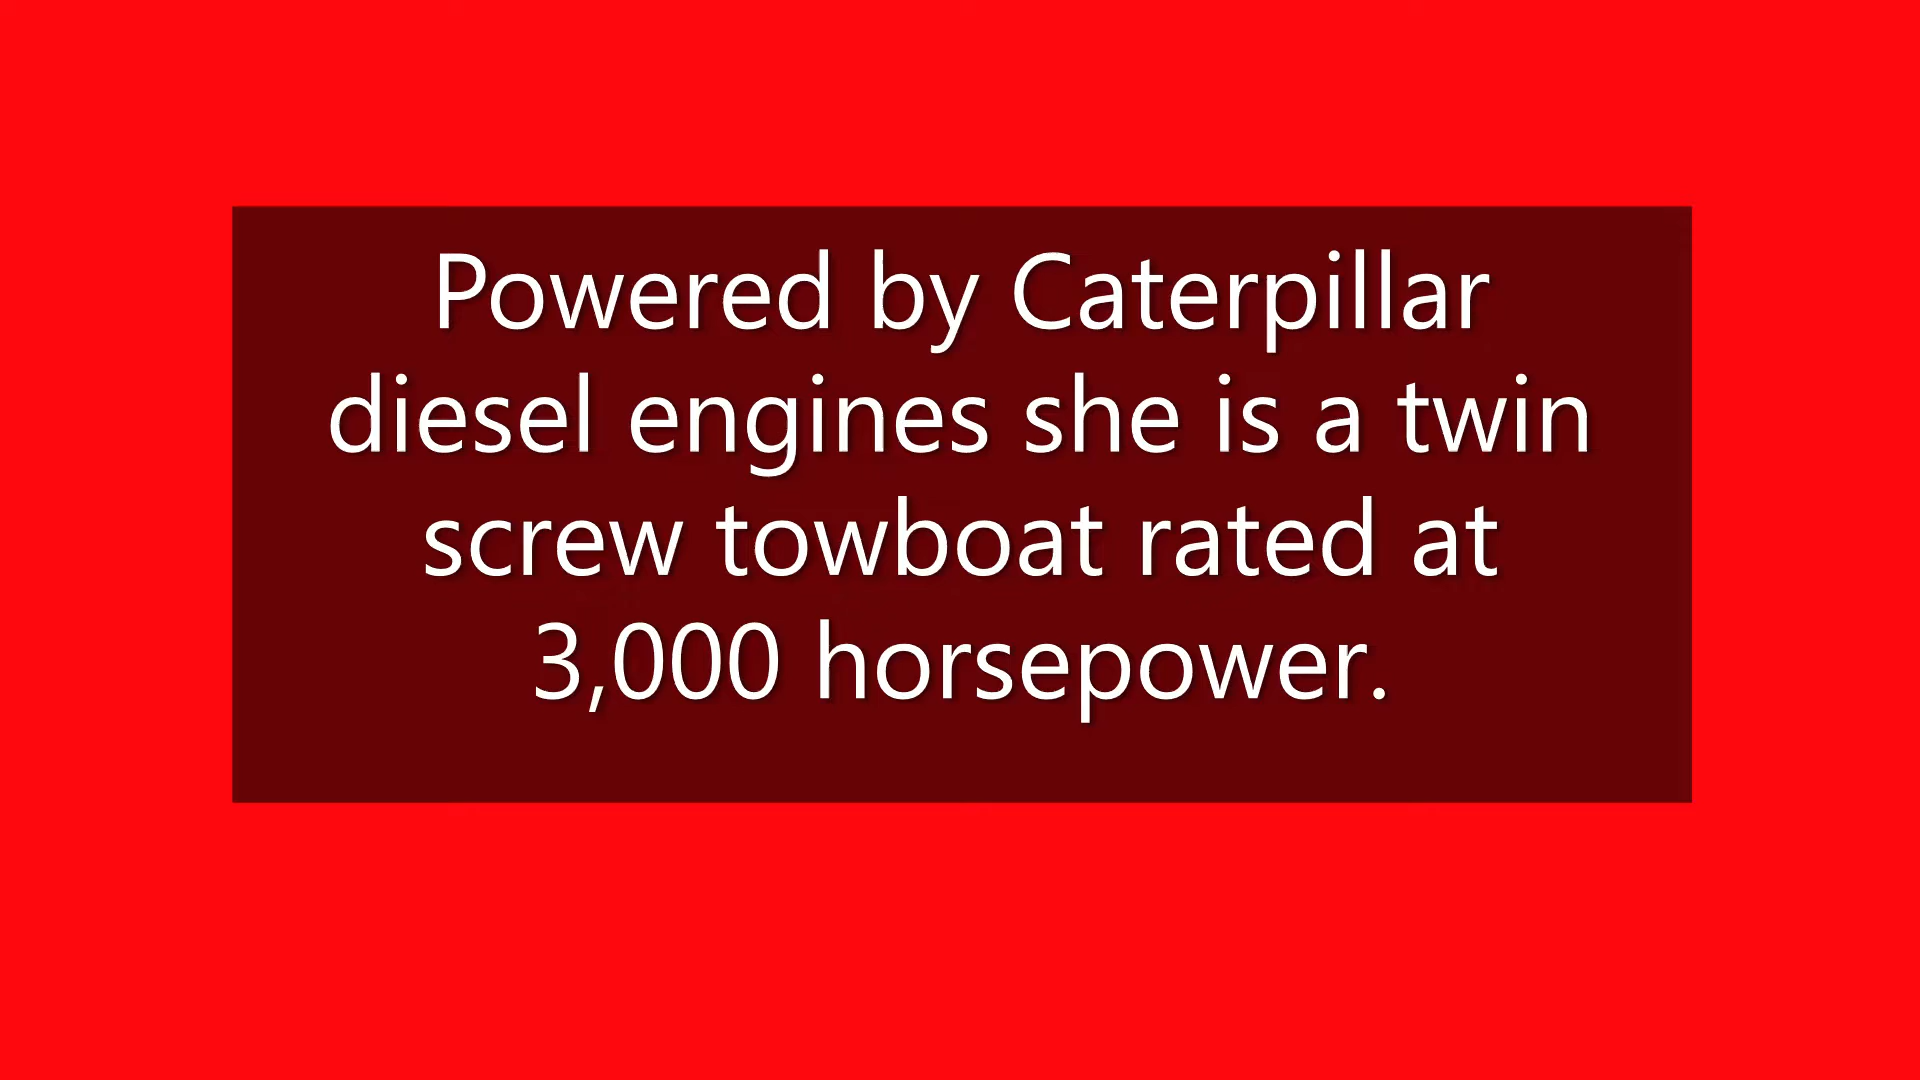 Powered by Caterpillar
diesel engines she is a twin
screw towboat rated at
3,000 horsepower.